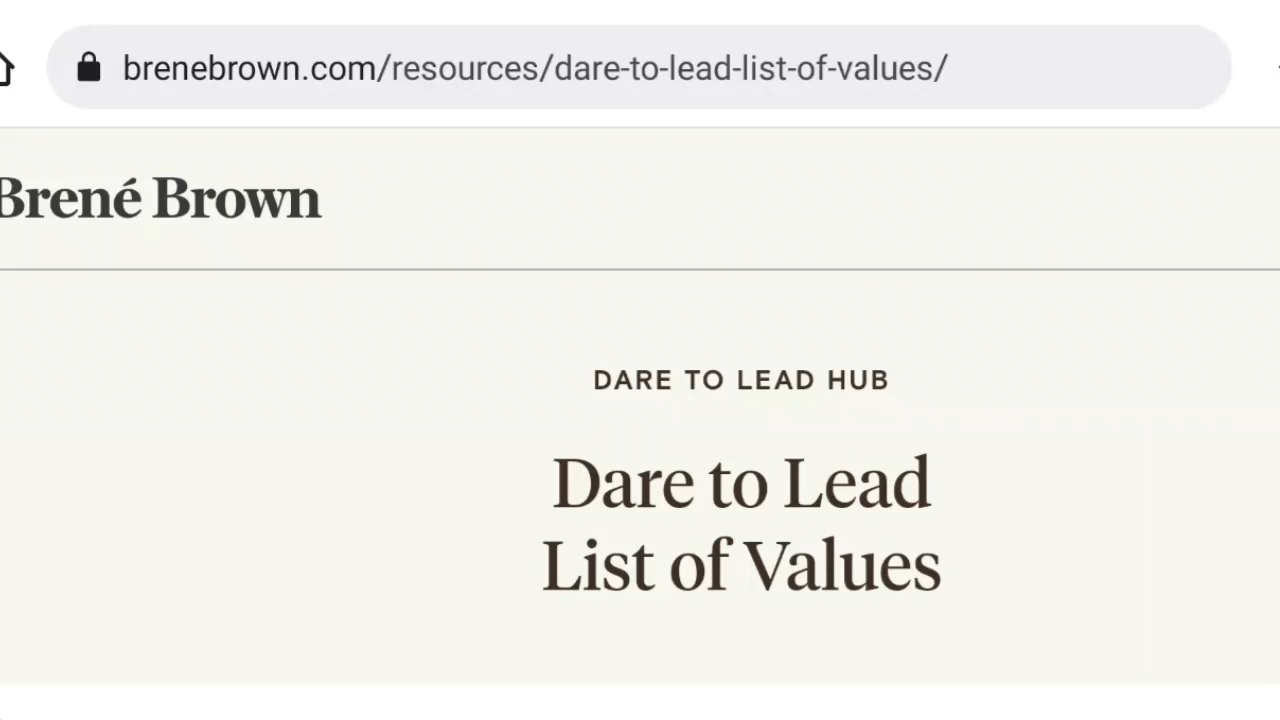 brenebrown.com/resources/dare-to-lead-list-of-values/
Brené Brown
DARE TO LEAD HUB
Dare to Lead
List of Values